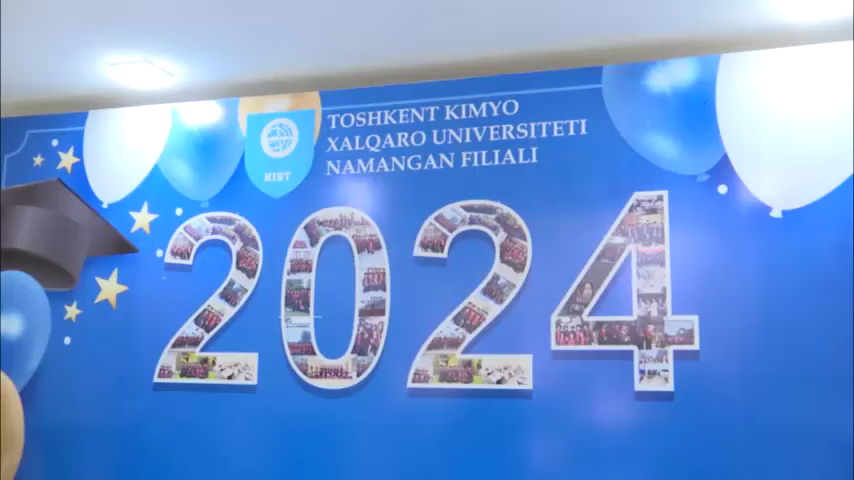 TOSHKENT KIMYO
XALQARO UNIVERSITETI
NAMANGAN FILIALI
KIUT
2024